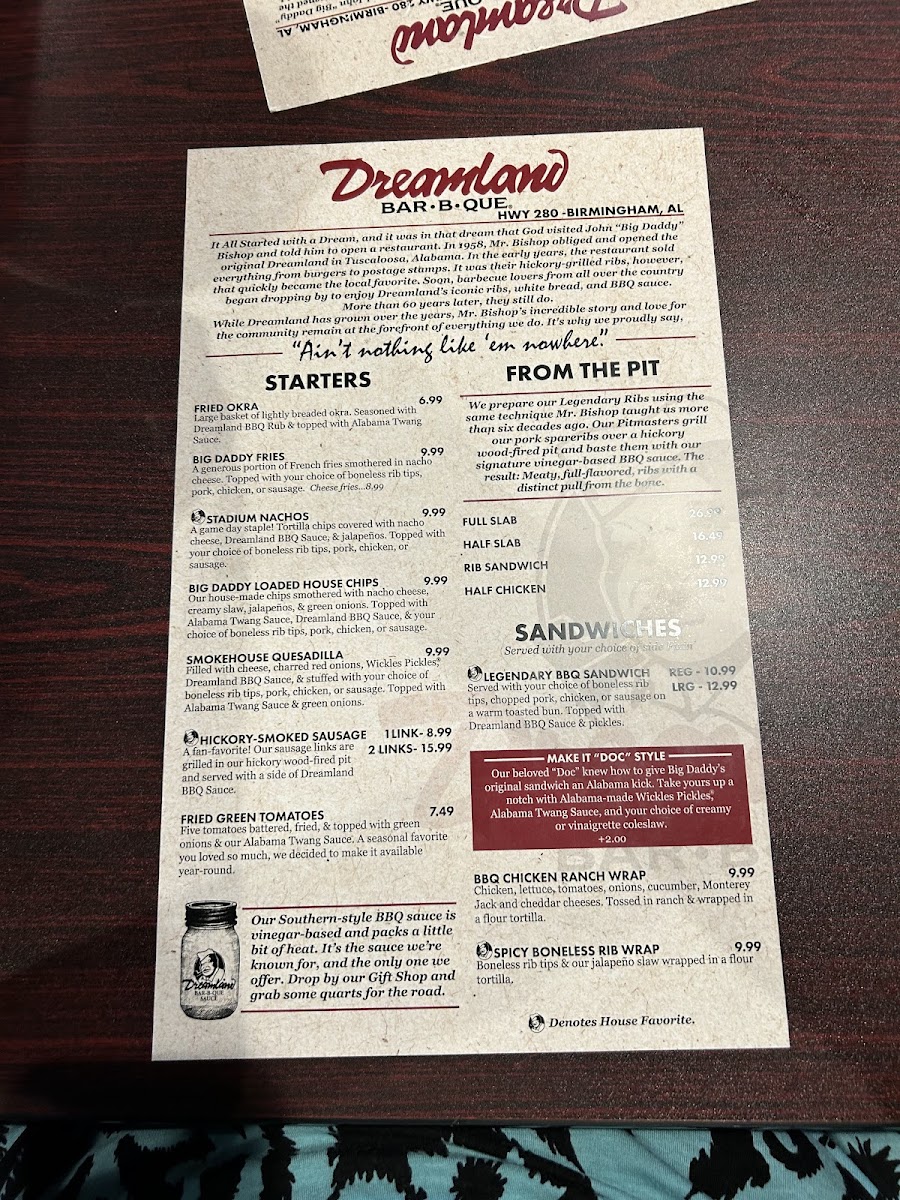 Dreamland
BAR·B·QUE®
HWY 280 -BIRMINGHAM, AL
It All Started with a Dream, and it was in that dream that God visited John "Big Daddy"
Bishop and told him to open a restaurant. In 1958, Mr. Bishop obliged and opened the
original Dreamland in Tuscaloosa, Alabama. In the early years, the restaurant sold
everything from burgers to postage stamps. It was their hickory-grilled ribs, however,
that quickly became the local favorite. Soon, barbecue lovers from all over the country
began dropping by to enjoy Dreamland's iconic ribs, white bread, and BBQ sauce.
More than 60 years later, they still do.
While Dreamland has grown over the years, Mr. Bishop's incredible story and love for
the community remain at the forefront of everything we do. It's why we proudly say,
"Ain't nothing like 'em nowhere."
STARTERS
FRIED OKRA 6.99
Large basket of lightly breaded okra. Seasoned with
Dreamland BBQ Rub & topped with Alabama Twang
Sauce.
BIG DADDY FRIES 9.99
A generous portion of French fries smothered in nacho
cheese. Topped with your choice of boneless rib tips,
pork, chicken, or sausage. Cheese fries...8.99
STADIUM NACHOS 9.99
A game day staple! Tortilla chips covered with nacho
cheese, Dreamland BBQ Sauce, & jalapeños. Topped with
your choice of boneless rib tips, pork, chicken, or
sausage.
BIG DADDY LOADED HOUSE CHIPS 9.99
Our house-made chips smothered with nacho cheese,
creamy slaw, jalapeños, & green onions. Topped with
Alabama Twang Sauce, Dreamland BBQ Sauce, & your
choice of boneless rib tips, pork, chicken, or sausage.
SMOKEHOUSE QUESADILLA 9.99
Filled with cheese, charred red onions, Wickles Pickles®,
Dreamland BBQ Sauce, & stuffed with your choice of
boneless rib tips, pork, chicken, or sausage. Topped with
Alabama Twang Sauce & green onions.
HICKORY-SMOKED SAUSAGE 1 LINK- 8.99
2 LINKS- 15.99
A fan-favorite! Our sausage links are
grilled in our hickory wood-fired pit
and served with a side of Dreamland
BBQ Sauce.
FRIED GREEN TOMATOES 7.49
Five tomatoes battered, fried, & topped with green
onions & our Alabama Twang Sauce. A seasonal favorite
you loved so much, we decided to make it available
year-round.
Dreamland
BAR-B-QUE
SAUCE
Our Southern-style BBQ sauce is
vinegar-based and packs a little
bit of heat. It's the sauce we're
known for, and the only one we
offer. Drop by our Gift Shop and
grab some quarts for the road.
FROM THE PIT
We prepare our Legendary Ribs using the
same technique Mr. Bishop taught us more
than six decades ago. Our Pitmasters grill
our pork spareribs over a hickory
wood-fired pit and baste them with our
signature vinegar-based BBQ sauce. The
result: Meaty, full-flavored, ribs with a
distinct pull from the bone.
FULL SLAB 26.99
HALF SLAB 16.49
RIB SANDWICH 12.99
HALF CHICKEN 12.99
SANDWICHES
Served with your choice of side item
LEGENDARY BBQ SANDWICH REG - 10.99
LRG - 12.99
Served with your choice of boneless rib
tips, chopped pork, chicken, or sausage on
a warm toasted bun. Topped with
Dreamland BBQ Sauce & pickles.
MAKE IT "DOC" STYLE
Our beloved "Doc" knew how to give Big Daddy's
original sandwich an Alabama kick. Take yours up a
notch with Alabama-made Wickles Pickles®,
Alabama Twang Sauce, and your choice of creamy
or vinaigrette coleslaw.
+2.00
BAR·B
BBQ CHICKEN RANCH WRAP 9.99
Chicken, lettuce, tomatoes, onions, cucumber, Monterey
Jack and cheddar cheeses. Tossed in ranch & wrapped in
a flour tortilla.
SPICY BONELESS RIB WRAP 9.99
Boneless rib tips & our jalapeño slaw wrapped in a flour
tortilla.
Denotes House Favorite.
Dreamland
QUE
280 - BIRMINGHAM, AL
John "Big Daddy"